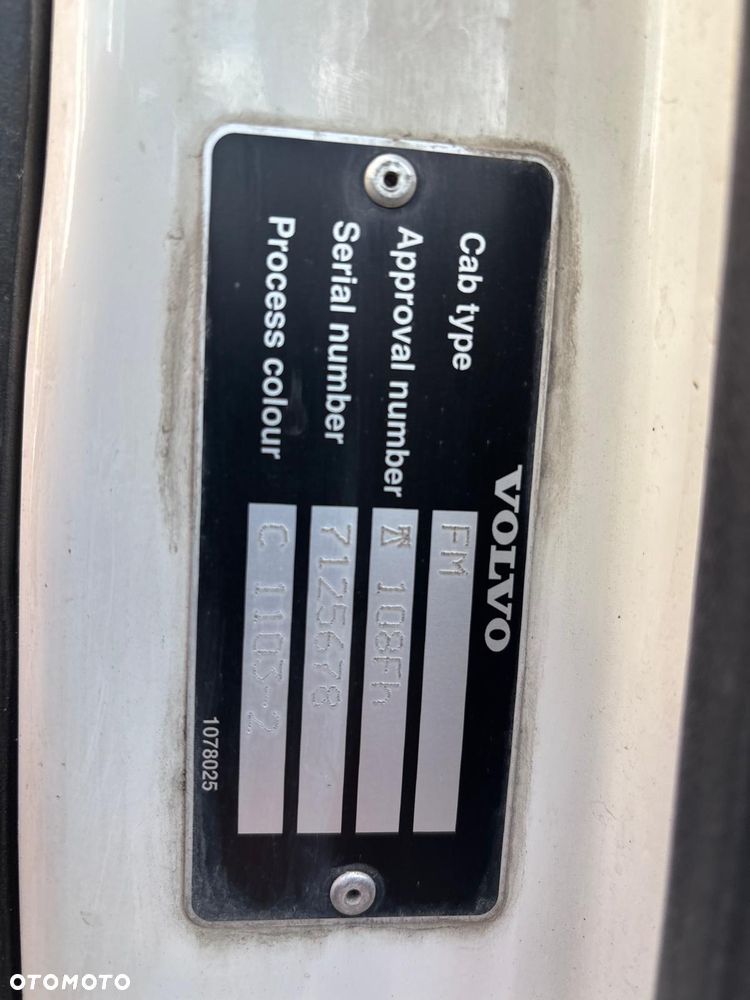 VOLVO
Cab type FM
Approval number 108Fh
Serial number 7125678
Process colour C 1103-2
1078025
OTOMOTO